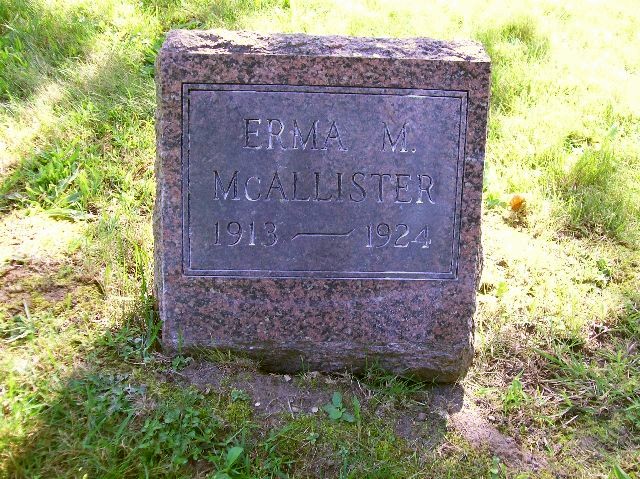 ERMA M.
McALLISTER
1913 — 1924